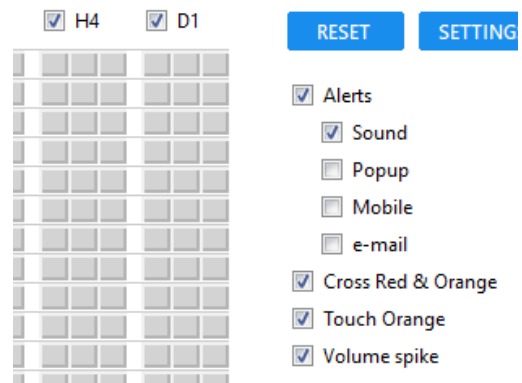 H4 D1
RESET SETTING
Alerts
Sound
Popup
Mobile
e-mail
Cross Red & Orange
Touch Orange
Volume spike